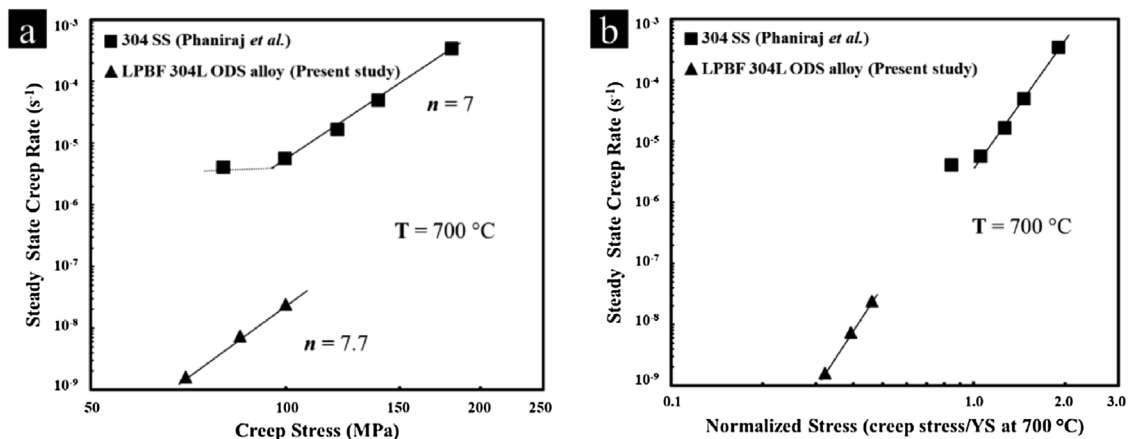 a
■ 304 SS (Phaniraj et al.)
▲ LPBF 304L ODS alloy (Present study)
n = 7
T = 700 °C
n = 7.7
Steady State Creep Rate (s⁻¹)
10⁻³
10⁻⁴
10⁻⁵
10⁻⁶
10⁻⁷
10⁻⁸
10⁻⁹
50 100 150 200 250
Creep Stress (MPa)
b
■ 304 SS (Phaniraj et al.)
▲ LPBF 304L ODS alloy (Present study)
T = 700 °C
Steady State Creep Rate (s⁻¹)
10⁻³
10⁻⁴
10⁻⁵
10⁻⁶
10⁻⁷
10⁻⁸
10⁻⁹
0.1 1.0 2.0 3.0
Normalized Stress (creep stress/YS at 700 °C)